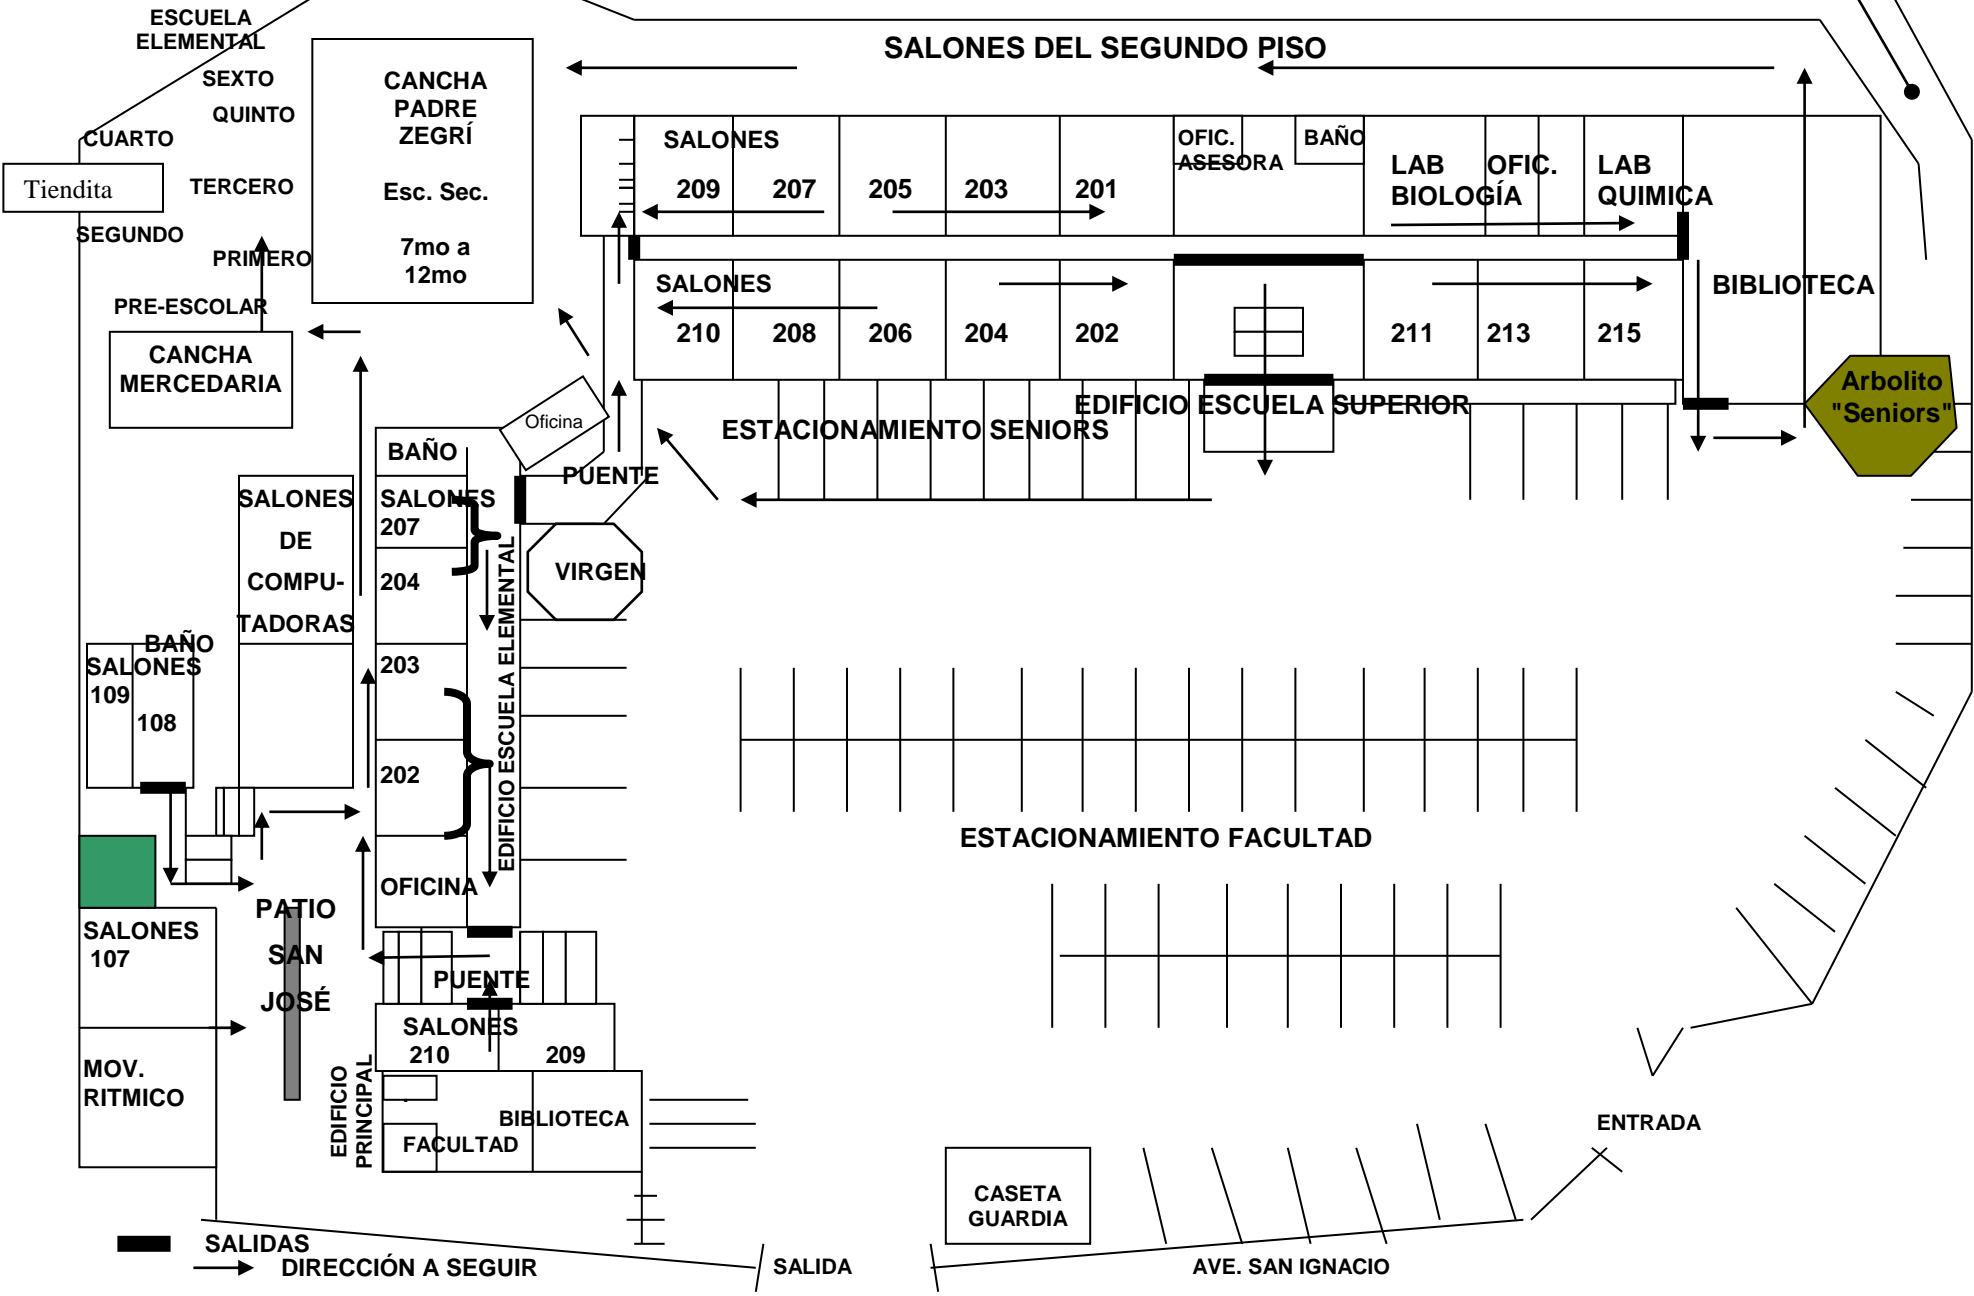 ESCUELA
ELEMENTAL
SEXTO
QUINTO
CUARTO
Tiendita
TERCERO
SEGUNDO
PRIMERO
PRE-ESCOLAR
CANCHA
MERCEDARIA
CANCHA
PADRE
ZEGRÍ
Esc. Sec.
7mo a
12mo
SALONES DEL SEGUNDO PISO
SALONES
209 207 205 203 201
OFIC.
ASESORA
BAÑO
LAB
BIOLOGÍA
OFIC.
LAB
QUIMICA
SALONES
210 208 206 204 202
211 213 215
BIBLIOTECA
Arbolito
"Seniors"
EDIFICIO ESCUELA SUPERIOR
ESTACIONAMIENTO SENIORS
Oficina
PUENTE
VIRGEN
BAÑO
SALONES
207
204
203
202
OFICINA
EDIFICIO ESCUELA ELEMENTAL
SALONES
DE
COMPU-
TADORAS
BAÑO
SALONES
109
108
ESTACIONAMIENTO FACULTAD
PATIO
SAN
JOSÉ
SALONES
107
MOV.
RITMICO
PUENTE
SALONES
210 209
EDIFICIO
PRINCIPAL
BIBLIOTECA
FACULTAD
ENTRADA
CASETA
GUARDIA
SALIDAS
DIRECCIÓN A SEGUIR
SALIDA
AVE. SAN IGNACIO